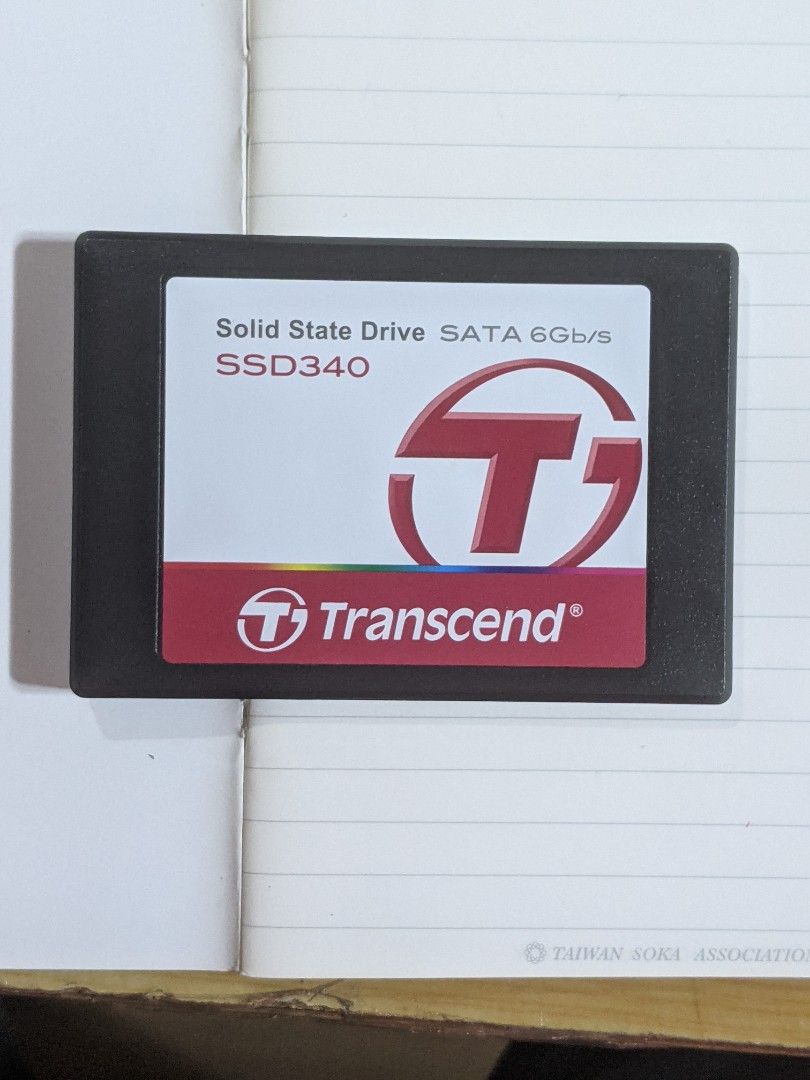 Solid State Drive SATA 6Gb/s
SSD340
Transcend®
TAIWAN SOKA ASSOCIATION